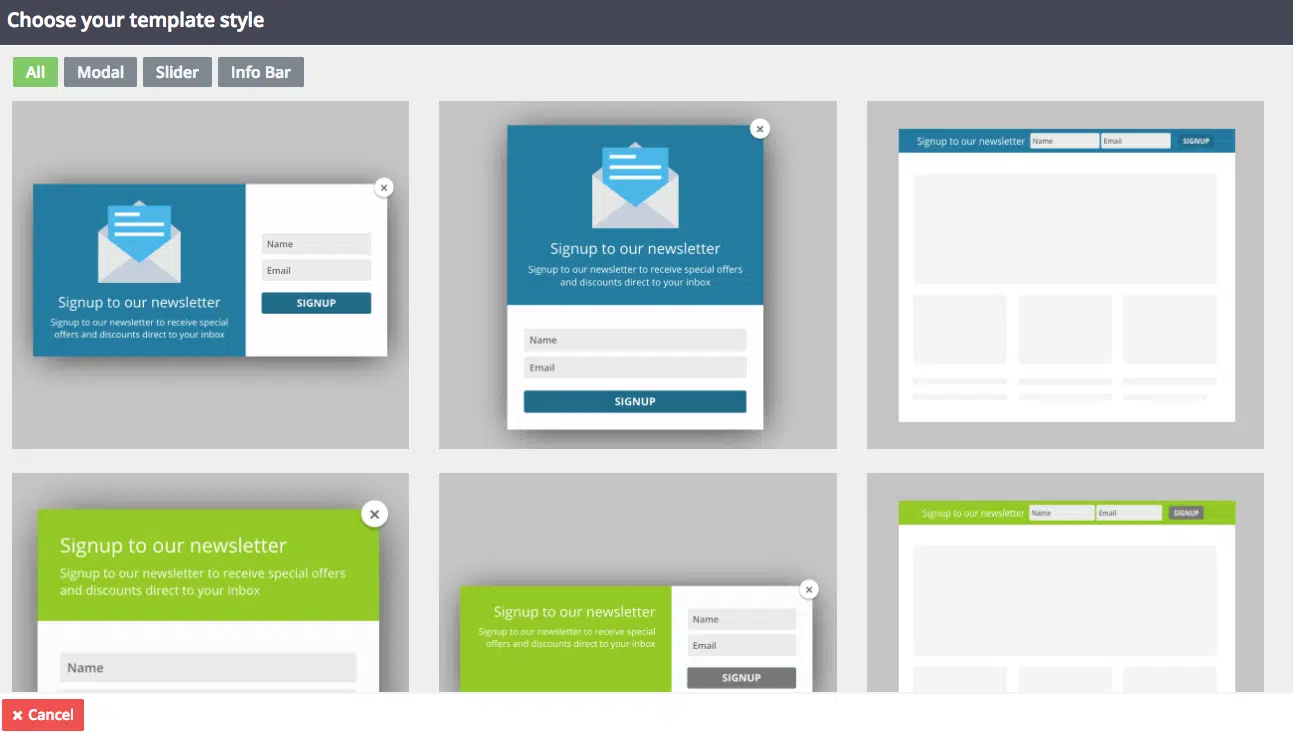 Choose your template style
All
Modal
Slider
Info Bar
Signup to our newsletter
Signup to our newsletter to receive special
offers and discounts direct to your inbox
Name
Email
SIGNUP
Signup to our newsletter
Signup to our newsletter to receive special offers
and discounts direct to your inbox
Name
Email
SIGNUP
Signup to our newsletter
Name
Email
SIGNUP
Signup to our newsletter
Signup to our newsletter to receive special offers
and discounts direct to your inbox
Name
Signup to our newsletter
Signup to our newsletter to receive special
offers and discounts direct to your inbox
Name
Email
SIGNUP
Signup to our newsletter
Name
Email
SIGNUP
Cancel